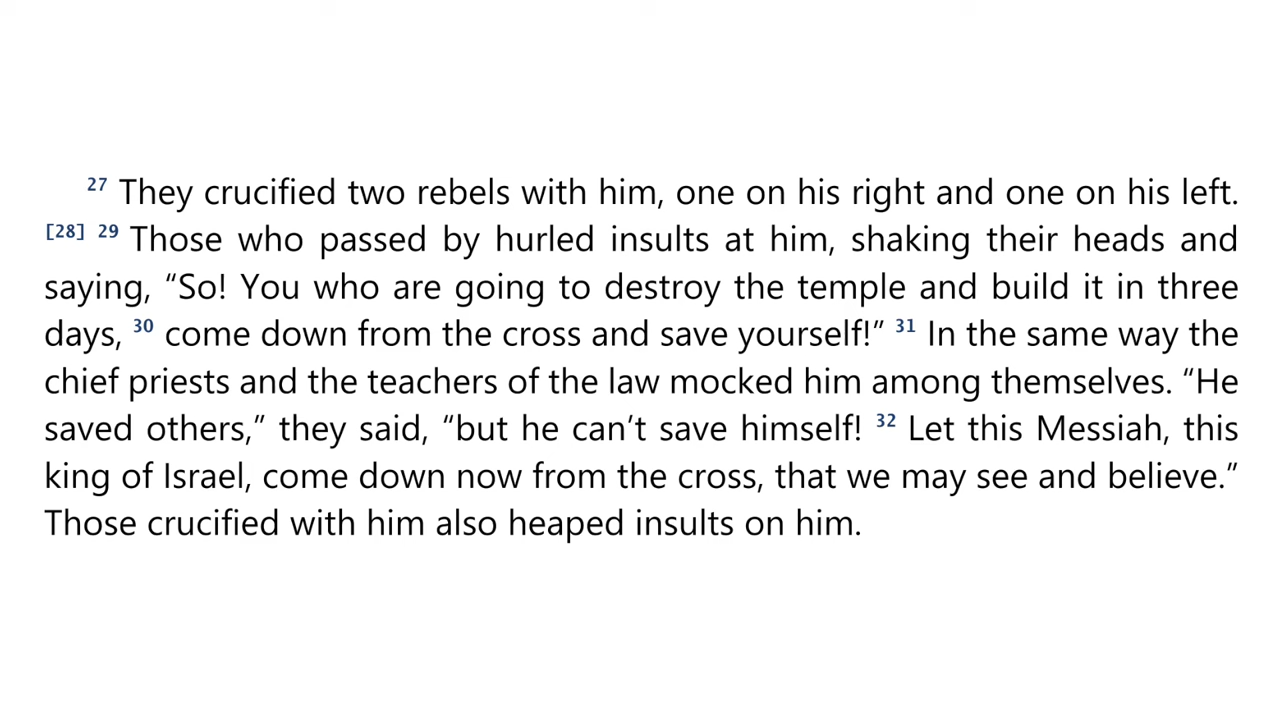 27 They crucified two rebels with him, one on his right and one on his left.
[28] 29 Those who passed by hurled insults at him, shaking their heads and
saying, “So! You who are going to destroy the temple and build it in three
days, 30 come down from the cross and save yourself!” 31 In the same way the
chief priests and the teachers of the law mocked him among themselves. “He
saved others,” they said, “but he can’t save himself! 32 Let this Messiah, this
king of Israel, come down now from the cross, that we may see and believe.”
Those crucified with him also heaped insults on him.